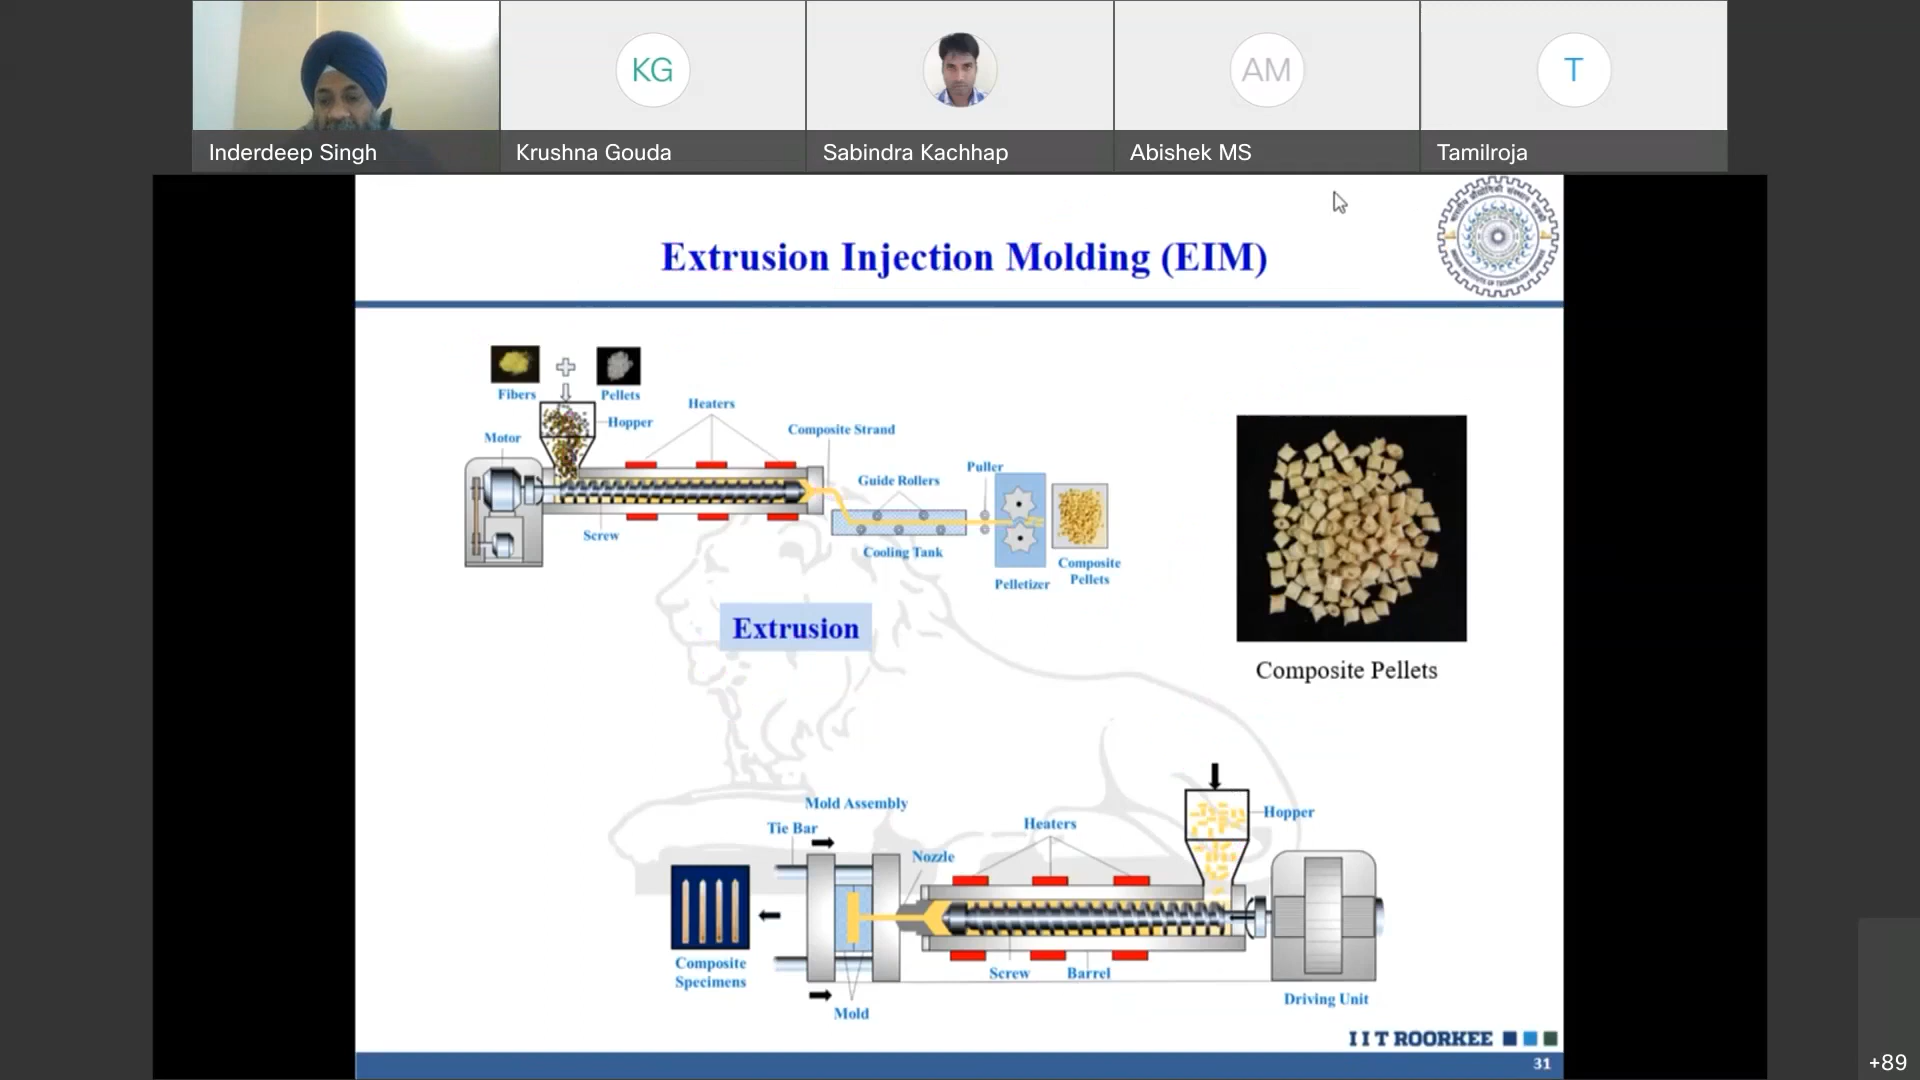 KG
AM
T
Inderdeep Singh
Krushna Gouda
Sabindra Kachhap
Abishek MS
Tamilroja
Extrusion Injection Molding (EIM)
Fibers
Pellets
Hopper
Heaters
Motor
Composite Strand
Puller
Guide Rollers
Screw
Cooling Tank
Composite
Pellets
Pelletizer
Extrusion
Composite Pellets
Mold Assembly
Tie Bar
Heaters
Hopper
Nozzle
Composite
Specimens
Screw
Barrel
Driving Unit
Mold
IIT ROORKEE
31
+89